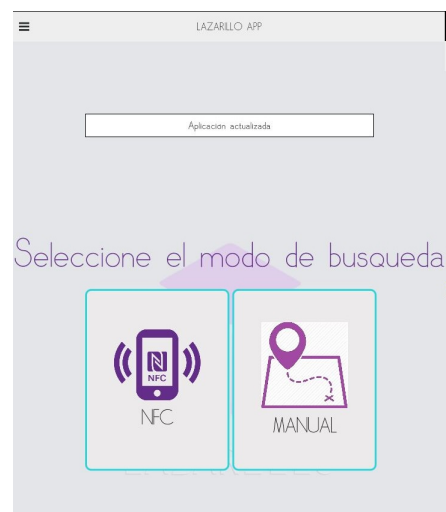 LAZARILLO APP
Aplicación actualizada
Seleccione el modo de busqueda
NFC
NFC
MANUAL